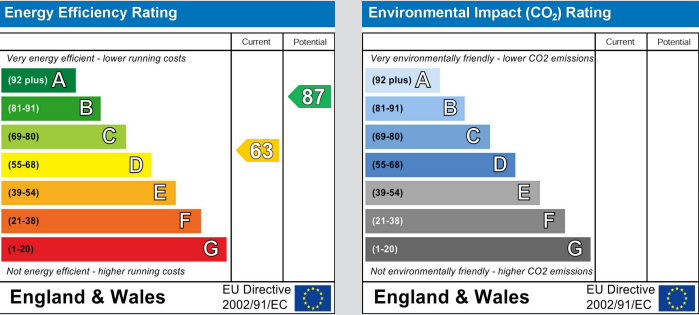 Energy Efficiency Rating
Current Potential
Very energy efficient - lower running costs
(92 plus) A
(81-91) B
87
(69-80) C
63
(55-68) D
(39-54) E
(21-38) F
(1-20) G
Not energy efficient - higher running costs
England & Wales
EU Directive
2002/91/EC
Environmental Impact (CO₂) Rating
Current Potential
Very environmentally friendly - lower CO2 emissions
(92 plus) A
(81-91) B
(69-80) C
(55-68) D
(39-54) E
(21-38) F
(1-20) G
Not environmentally friendly - higher CO2 emissions
England & Wales
EU Directive
2002/91/EC